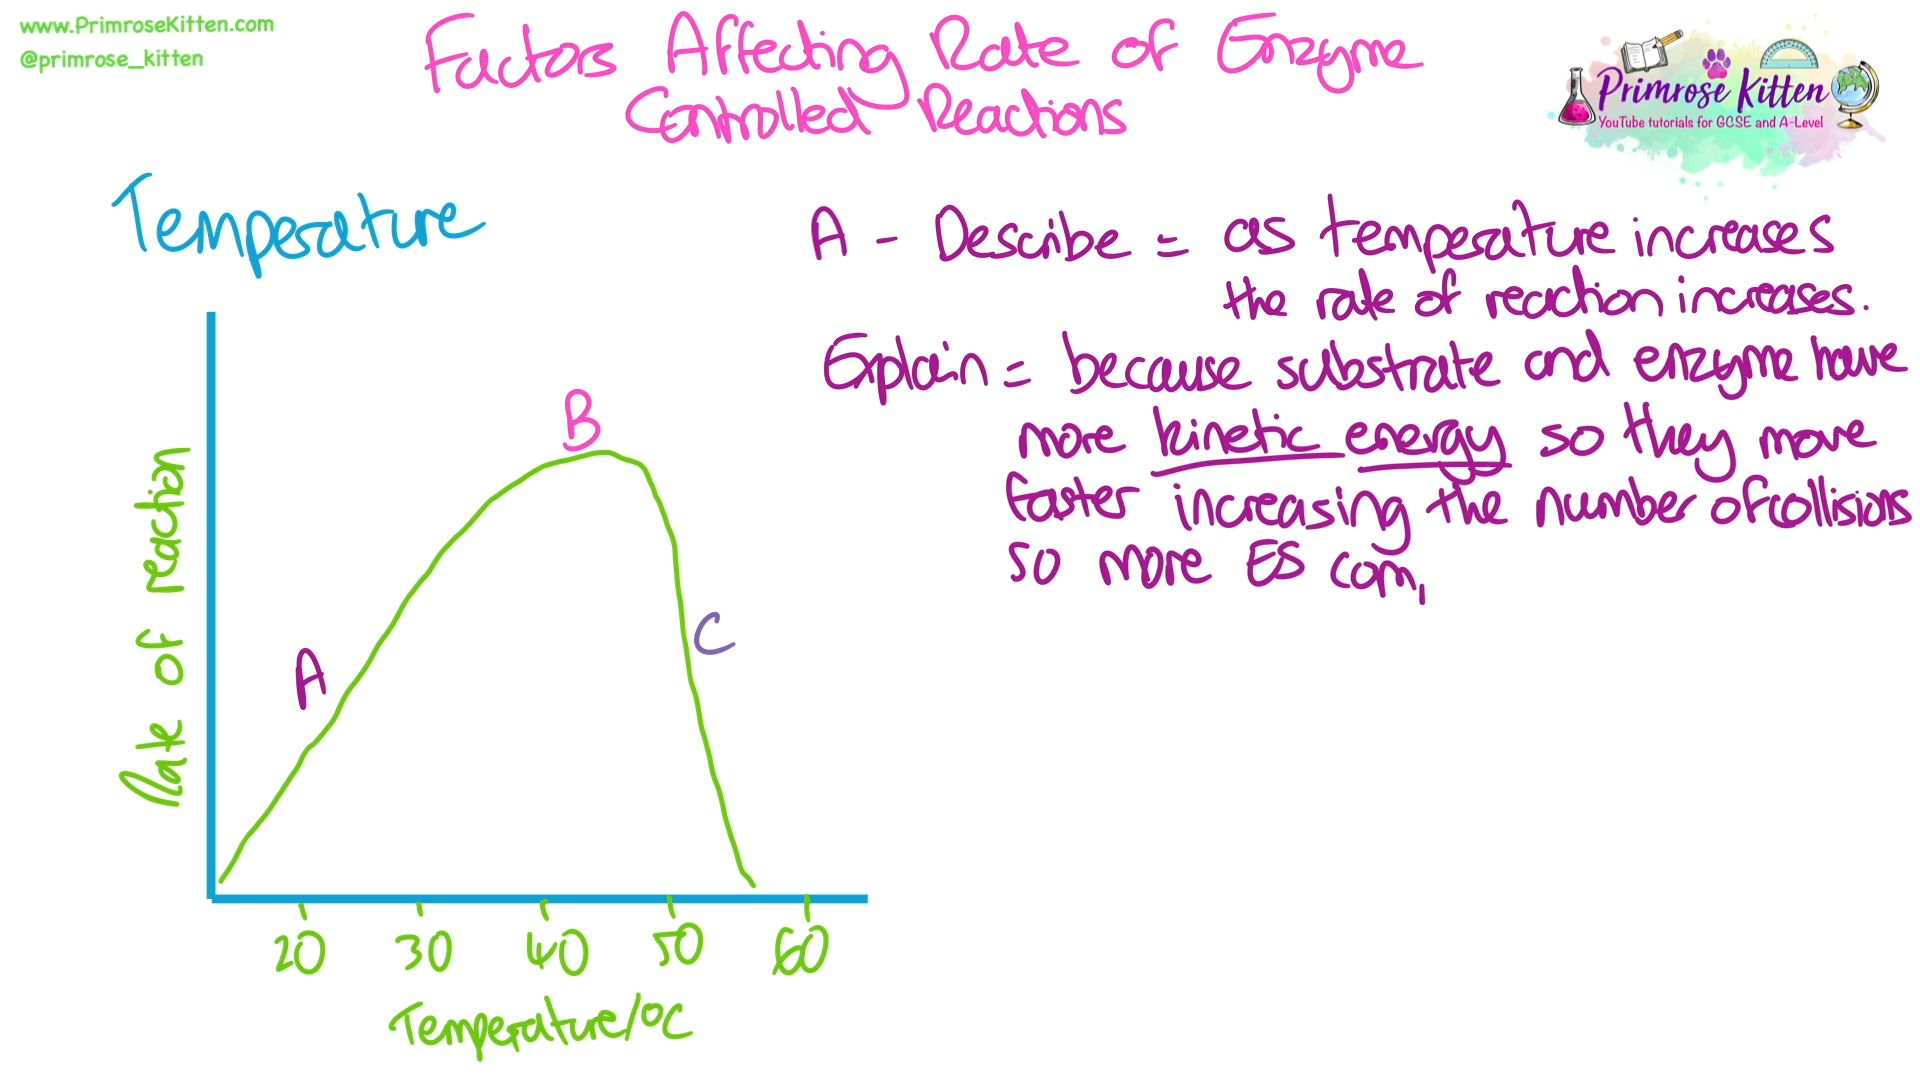 www.PrimroseKitten.com
@primrose_kitten
Factors Affecting Rate of Enzyme
Controlled Reactions
Primrose Kitten
YouTube tutorials for GCSE and A-Level
Temperature
A - Describe = as temperature increases
the rate of reaction increases.
Explain = because substrate and enzyme have
more kinetic energy so they move
faster increasing the number of collisions
so more ES com
B
Rate of reaction
C
A
20 30 40 50 60
Temperature/°C